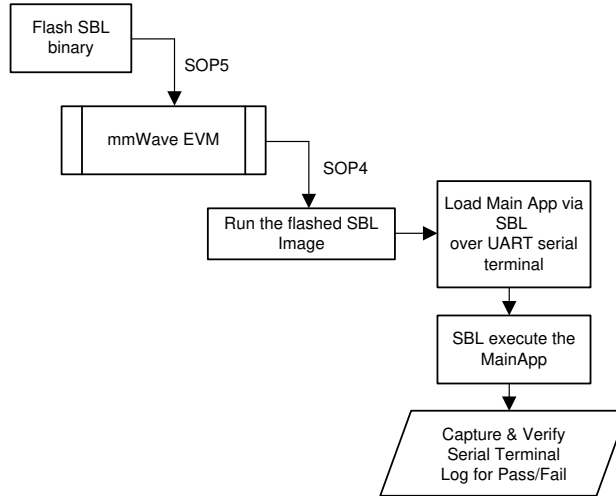 Flash SBL
binary
SOP5
mmWave EVM
SOP4
Run the flashed SBL
Image
Load Main App via
SBL
over UART serial
terminal
SBL execute the
MainApp
Capture & Verify
Serial Terminal
Log for Pass/Fail